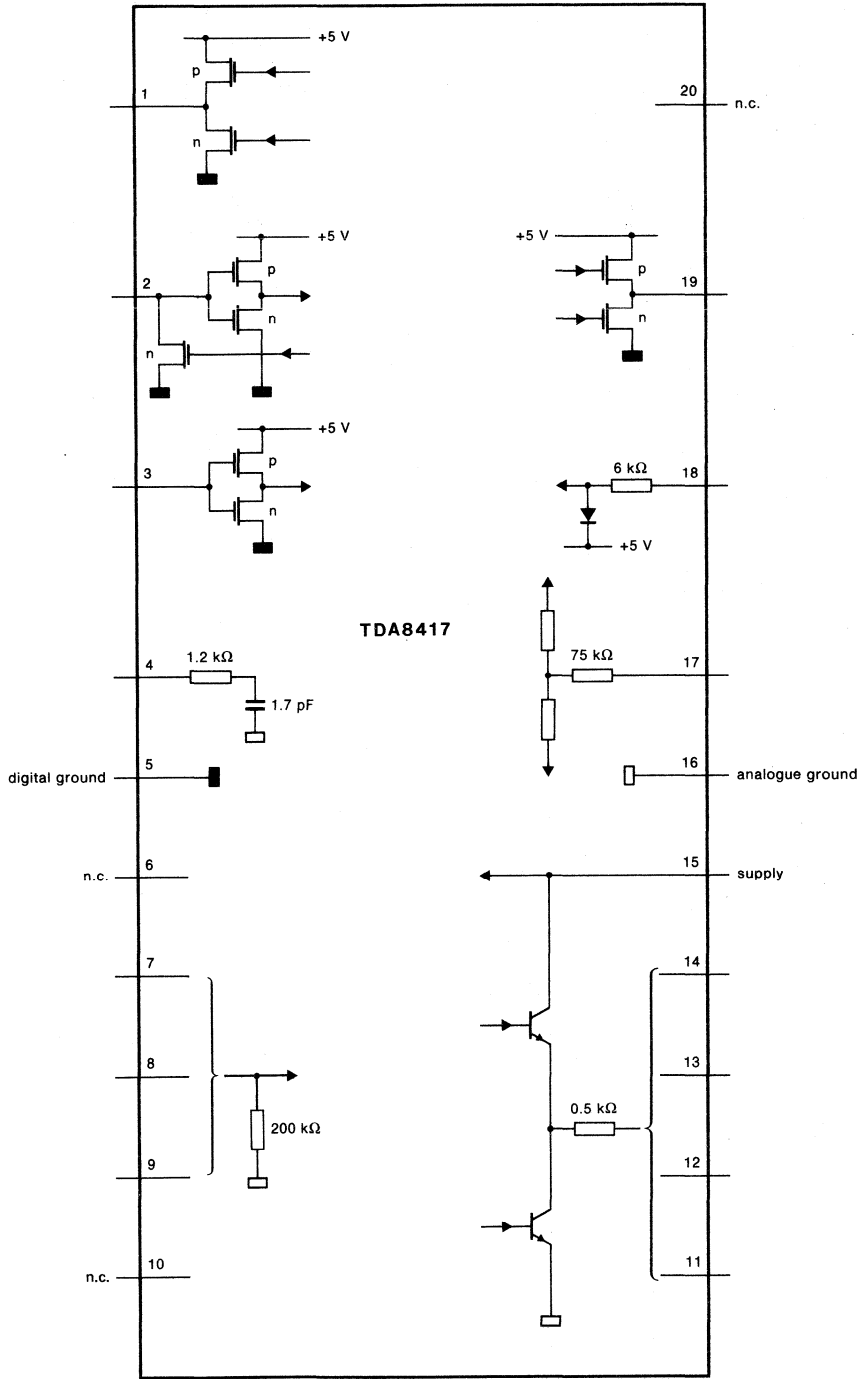 +5 V
p
1
n
20
n.c.
+5 V
p
2
n
n
+5 V
p
19
n
+5 V
p
3
n
6 kΩ
18
+5 V
TDA8417
1.2 kΩ
4
1.7 pF
75 kΩ
17
digital ground
5
16
analogue ground
n.c.
6
15
supply
7
14
8
13
200 kΩ
0.5 kΩ
9
12
n.c.
10
11